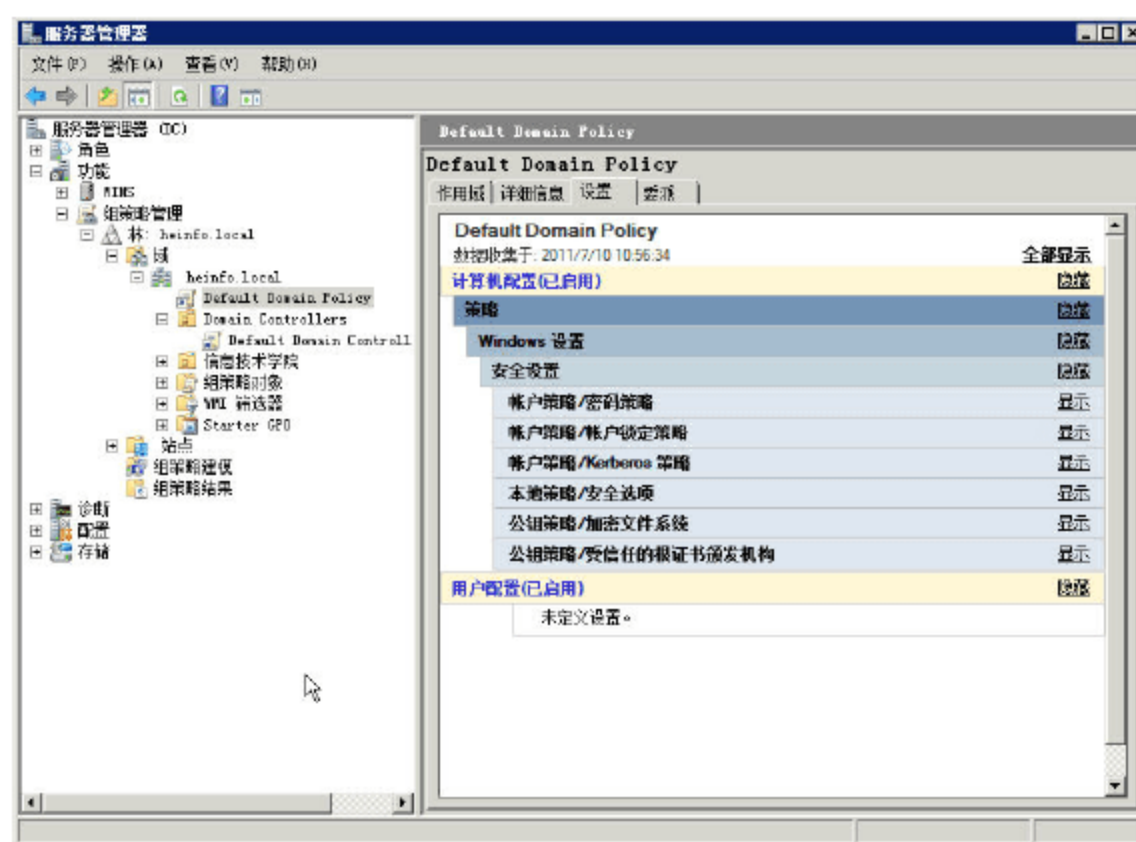 服务器管理器
文件(F) 操作(A) 查看(V) 帮助(H)
服务器管理器 (DC)
角色
功能
WINS
组策略管理
林: heinfo.local
域
heinfo.local
Default Domain Policy
Domain Controllers
Default Domain Controll
信息技术学院
组策略对象
WMI 筛选器
Starter GPO
站点
组策略建模
组策略结果
诊断
配置
存储
Default Domain Policy
Default Domain Policy
作用域 详细信息 设置 委派
Default Domain Policy
数据收集于: 2011/7/10 10:56:34 全部显示
计算机配置(已启用) 隐藏
策略 隐藏
Windows 设置 隐藏
安全设置 隐藏
帐户策略/密码策略 显示
帐户策略/帐户锁定策略 显示
帐户策略/Kerberos 策略 显示
本地策略/安全选项 显示
公钥策略/加密文件系统 显示
公钥策略/受信任的根证书颁发机构 显示
用户配置(已启用) 隐藏
未定义设置。